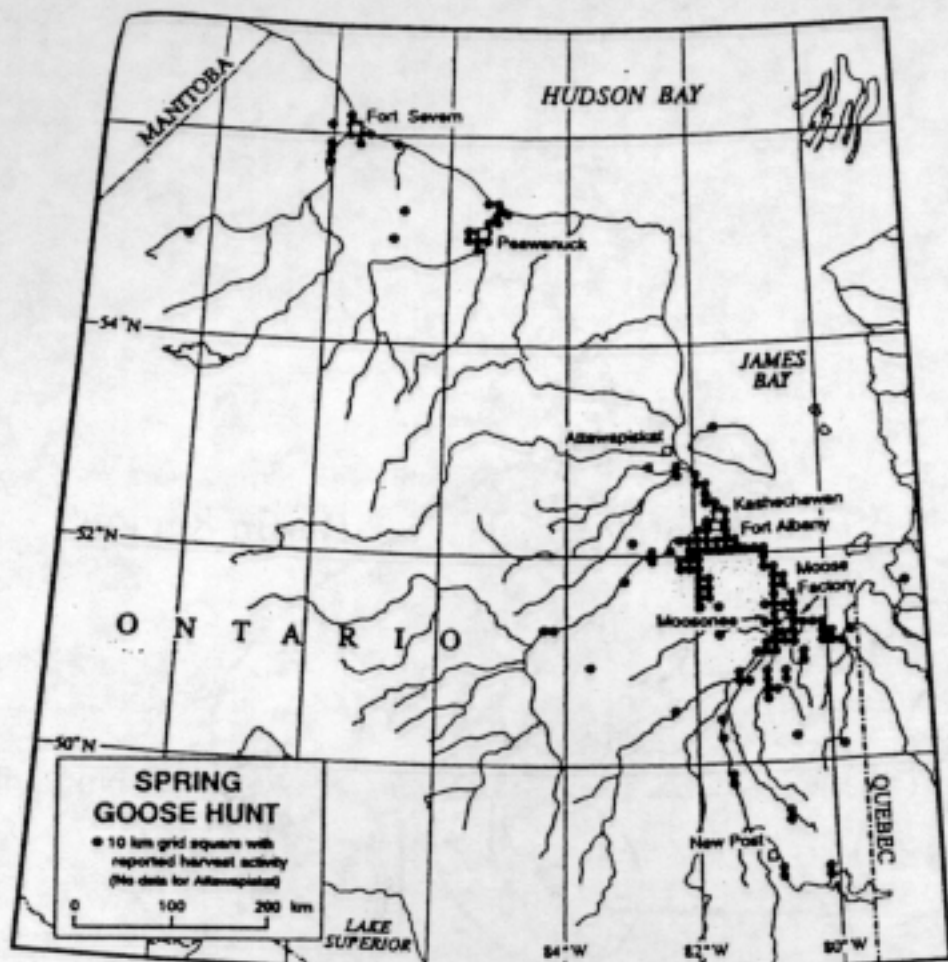 MANITOBA
HUDSON BAY
Fort Severn
Peawanuck
54°N
JAMES
BAY
Attawapiskat
Kashechewan
Fort Albany
52°N
Moose
Factory
Moosonee
ONTARIO
50°N
SPRING
GOOSE HUNT
10 km grid square with
reported harvest activity
(No data for Attawapiskat)
0 100 200 km
New Post
QUEBEC
LAKE
SUPERIOR
84°W
82°W
80°W